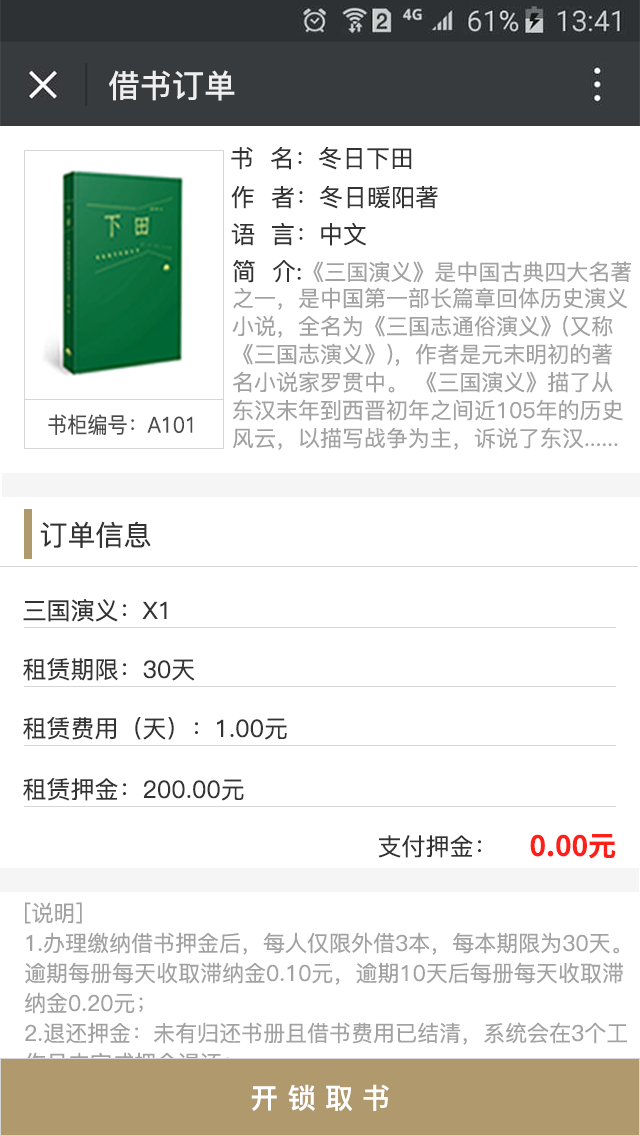 4G 2 61% 13:41
借书订单
下田
书柜编号：A101
书 名：冬日下田
作 者：冬日暖阳著
语 言：中文
简 介:《三国演义》是中国古典四大名著
之一，是中国第一部长篇章回体历史演义
小说，全名为《三国志通俗演义》(又称
《三国志演义》)，作者是元末明初的著
名小说家罗贯中。《三国演义》描了从
东汉末年到西晋初年之间近105年的历史
风云，以描写战争为主，诉说了东汉......
订单信息
三国演义：X1
租赁期限：30天
租赁费用（天）：1.00元
租赁押金：200.00元
支付押金： 0.00元
[说明]
1.办理缴纳借书押金后，每人仅限外借3本，每本期限为30天。
逾期每册每天收取滞纳金0.10元，逾期10天后每册每天收取滞
纳金0.20元；
2.退还押金：未有归还书册且借书费用已结清，系统会在3个工
开锁取书